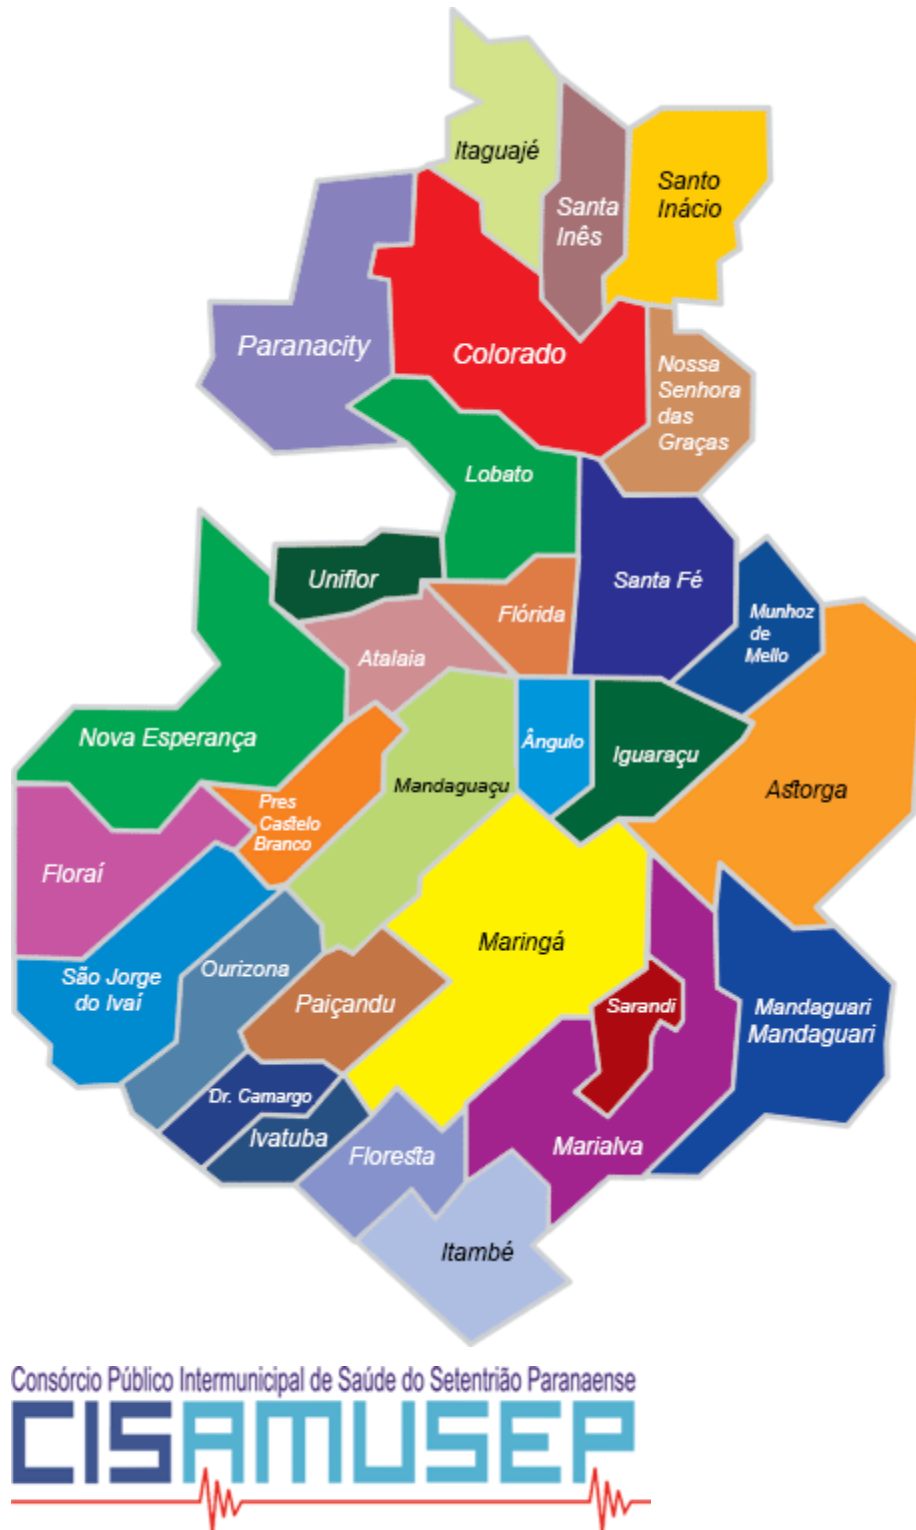 Itaguajé
Santa
Inês
Santo
Inácio
Paranacity
Colorado
Nossa
Senhora
das
Graças
Lobato
Uniflor
Flórida
Santa Fé
Munhoz
de
Mello
Atalaia
Nova Esperança
Ângulo
Iguaraçu
Mandaguaçu
Astorga
Pres
Castelo
Branco
Floraí
Maringá
São Jorge
do Ivaí
Ourizona
Paiçandu
Sarandi
Mandaguari
Mandaguari
Dr. Camargo
Ivatuba
Floresta
Marialva
Itambé
Consórcio Público Intermunicipal de Saúde do Setentrião Paranaense
CISAMUSEP